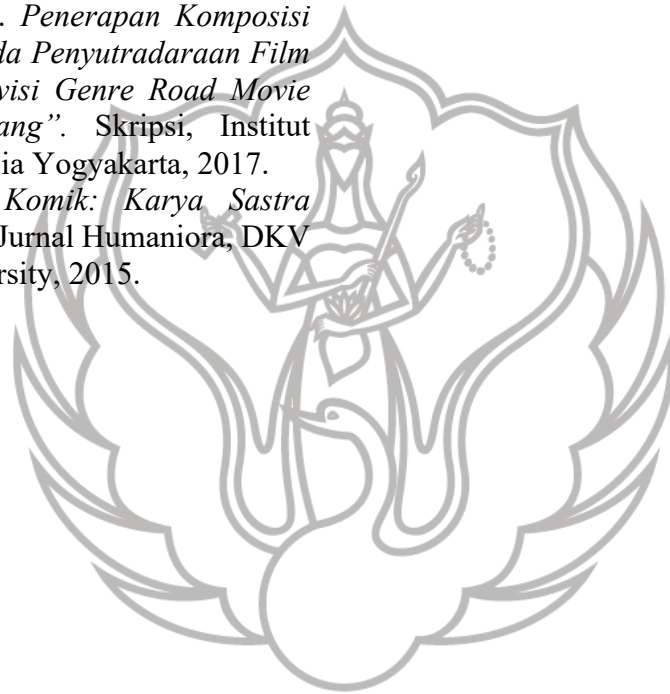 . Penerapan Komposisi
da Penyutradaraan Film
visi Genre Road Movie
ang”. Skripsi, Institut
ia Yogyakarta, 2017.
Komik: Karya Sastra
Jurnal Humaniora, DKV
rsity, 2015.